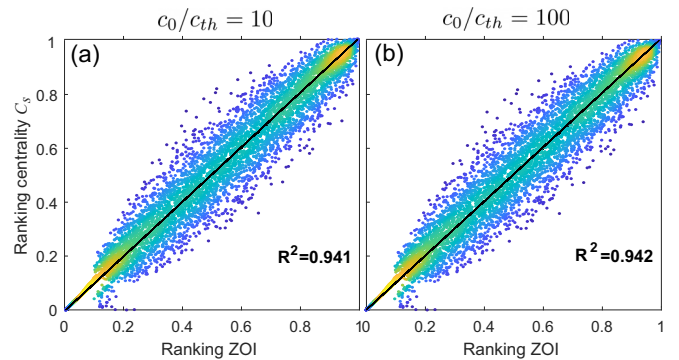 c₀/cₜₕ = 10
c₀/cₜₕ = 100
(a)
(b)
Ranking centrality Cₛ
1
0.8
0.6
0.4
0.2
0
R²=0.941
R²=0.942
0 0.2 0.4 0.6 0.8 1
0 0.2 0.4 0.6 0.8 1
Ranking ZOI
Ranking ZOI